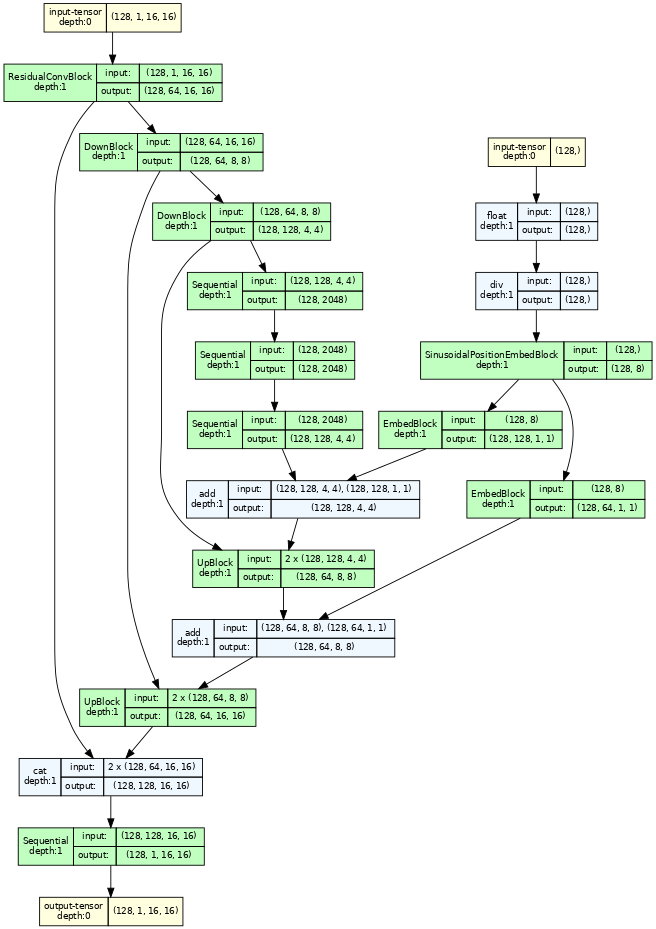 input-tensor
depth:0
(128, 1, 16, 16)
ResidualConvBlock
depth:1
input:
(128, 1, 16, 16)
output:
(128, 64, 16, 16)
DownBlock
depth:1
input:
(128, 64, 16, 16)
output:
(128, 64, 8, 8)
input-tensor
depth:0
(128,)
DownBlock
depth:1
input:
(128, 64, 8, 8)
output:
(128, 128, 4, 4)
float
depth:1
input:
(128,)
output:
(128,)
Sequential
depth:1
input:
(128, 128, 4, 4)
output:
(128, 2048)
div
depth:1
input:
(128,)
output:
(128,)
Sequential
depth:1
input:
(128, 2048)
output:
(128, 2048)
SinusoidalPositionEmbedBlock
depth:1
input:
(128,)
output:
(128, 8)
Sequential
depth:1
input:
(128, 2048)
output:
(128, 128, 4, 4)
EmbedBlock
depth:1
input:
(128, 8)
output:
(128, 128, 1, 1)
add
depth:1
input:
(128, 128, 4, 4), (128, 128, 1, 1)
output:
(128, 128, 4, 4)
EmbedBlock
depth:1
input:
(128, 8)
output:
(128, 64, 1, 1)
UpBlock
depth:1
input:
2 x (128, 128, 4, 4)
output:
(128, 64, 8, 8)
add
depth:1
input:
(128, 64, 8, 8), (128, 64, 1, 1)
output:
(128, 64, 8, 8)
UpBlock
depth:1
input:
2 x (128, 64, 8, 8)
output:
(128, 64, 16, 16)
cat
depth:1
input:
2 x (128, 64, 16, 16)
output:
(128, 128, 16, 16)
Sequential
depth:1
input:
(128, 128, 16, 16)
output:
(128, 1, 16, 16)
output-tensor
depth:0
(128, 1, 16, 16)